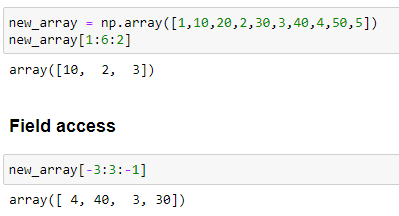 new_array = np.array([1,10,20,2,30,3,40,4,50,5])
new_array[1:6:2]
array([10,  2,  3])
Field access
new_array[-3:3:-1]
array([ 4, 40,  3, 30])